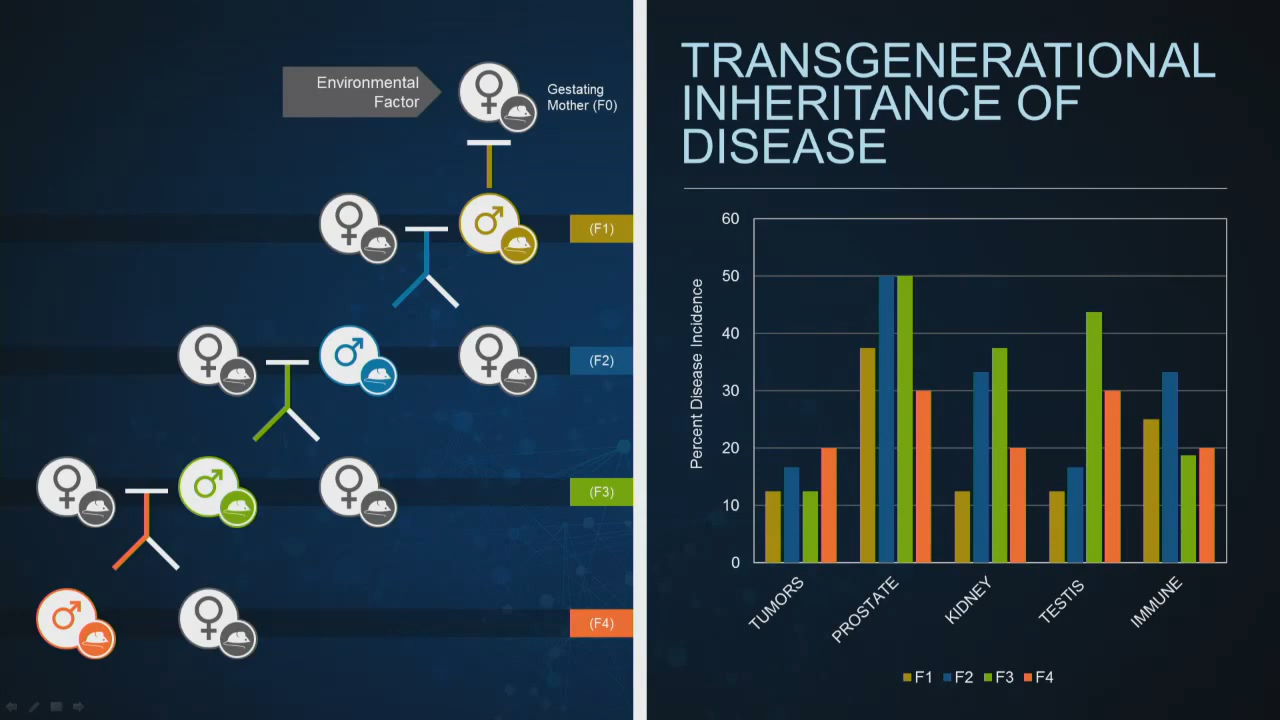 Environmental
Factor
Gestating
Mother (F0)
(F1)
(F2)
(F3)
(F4)
TRANSGENERATIONAL
INHERITANCE OF
DISEASE
Percent Disease Incidence
60
50
40
30
20
10
0
TUMORS
PROSTATE
KIDNEY
TESTIS
IMMUNE
F1 F2 F3 F4